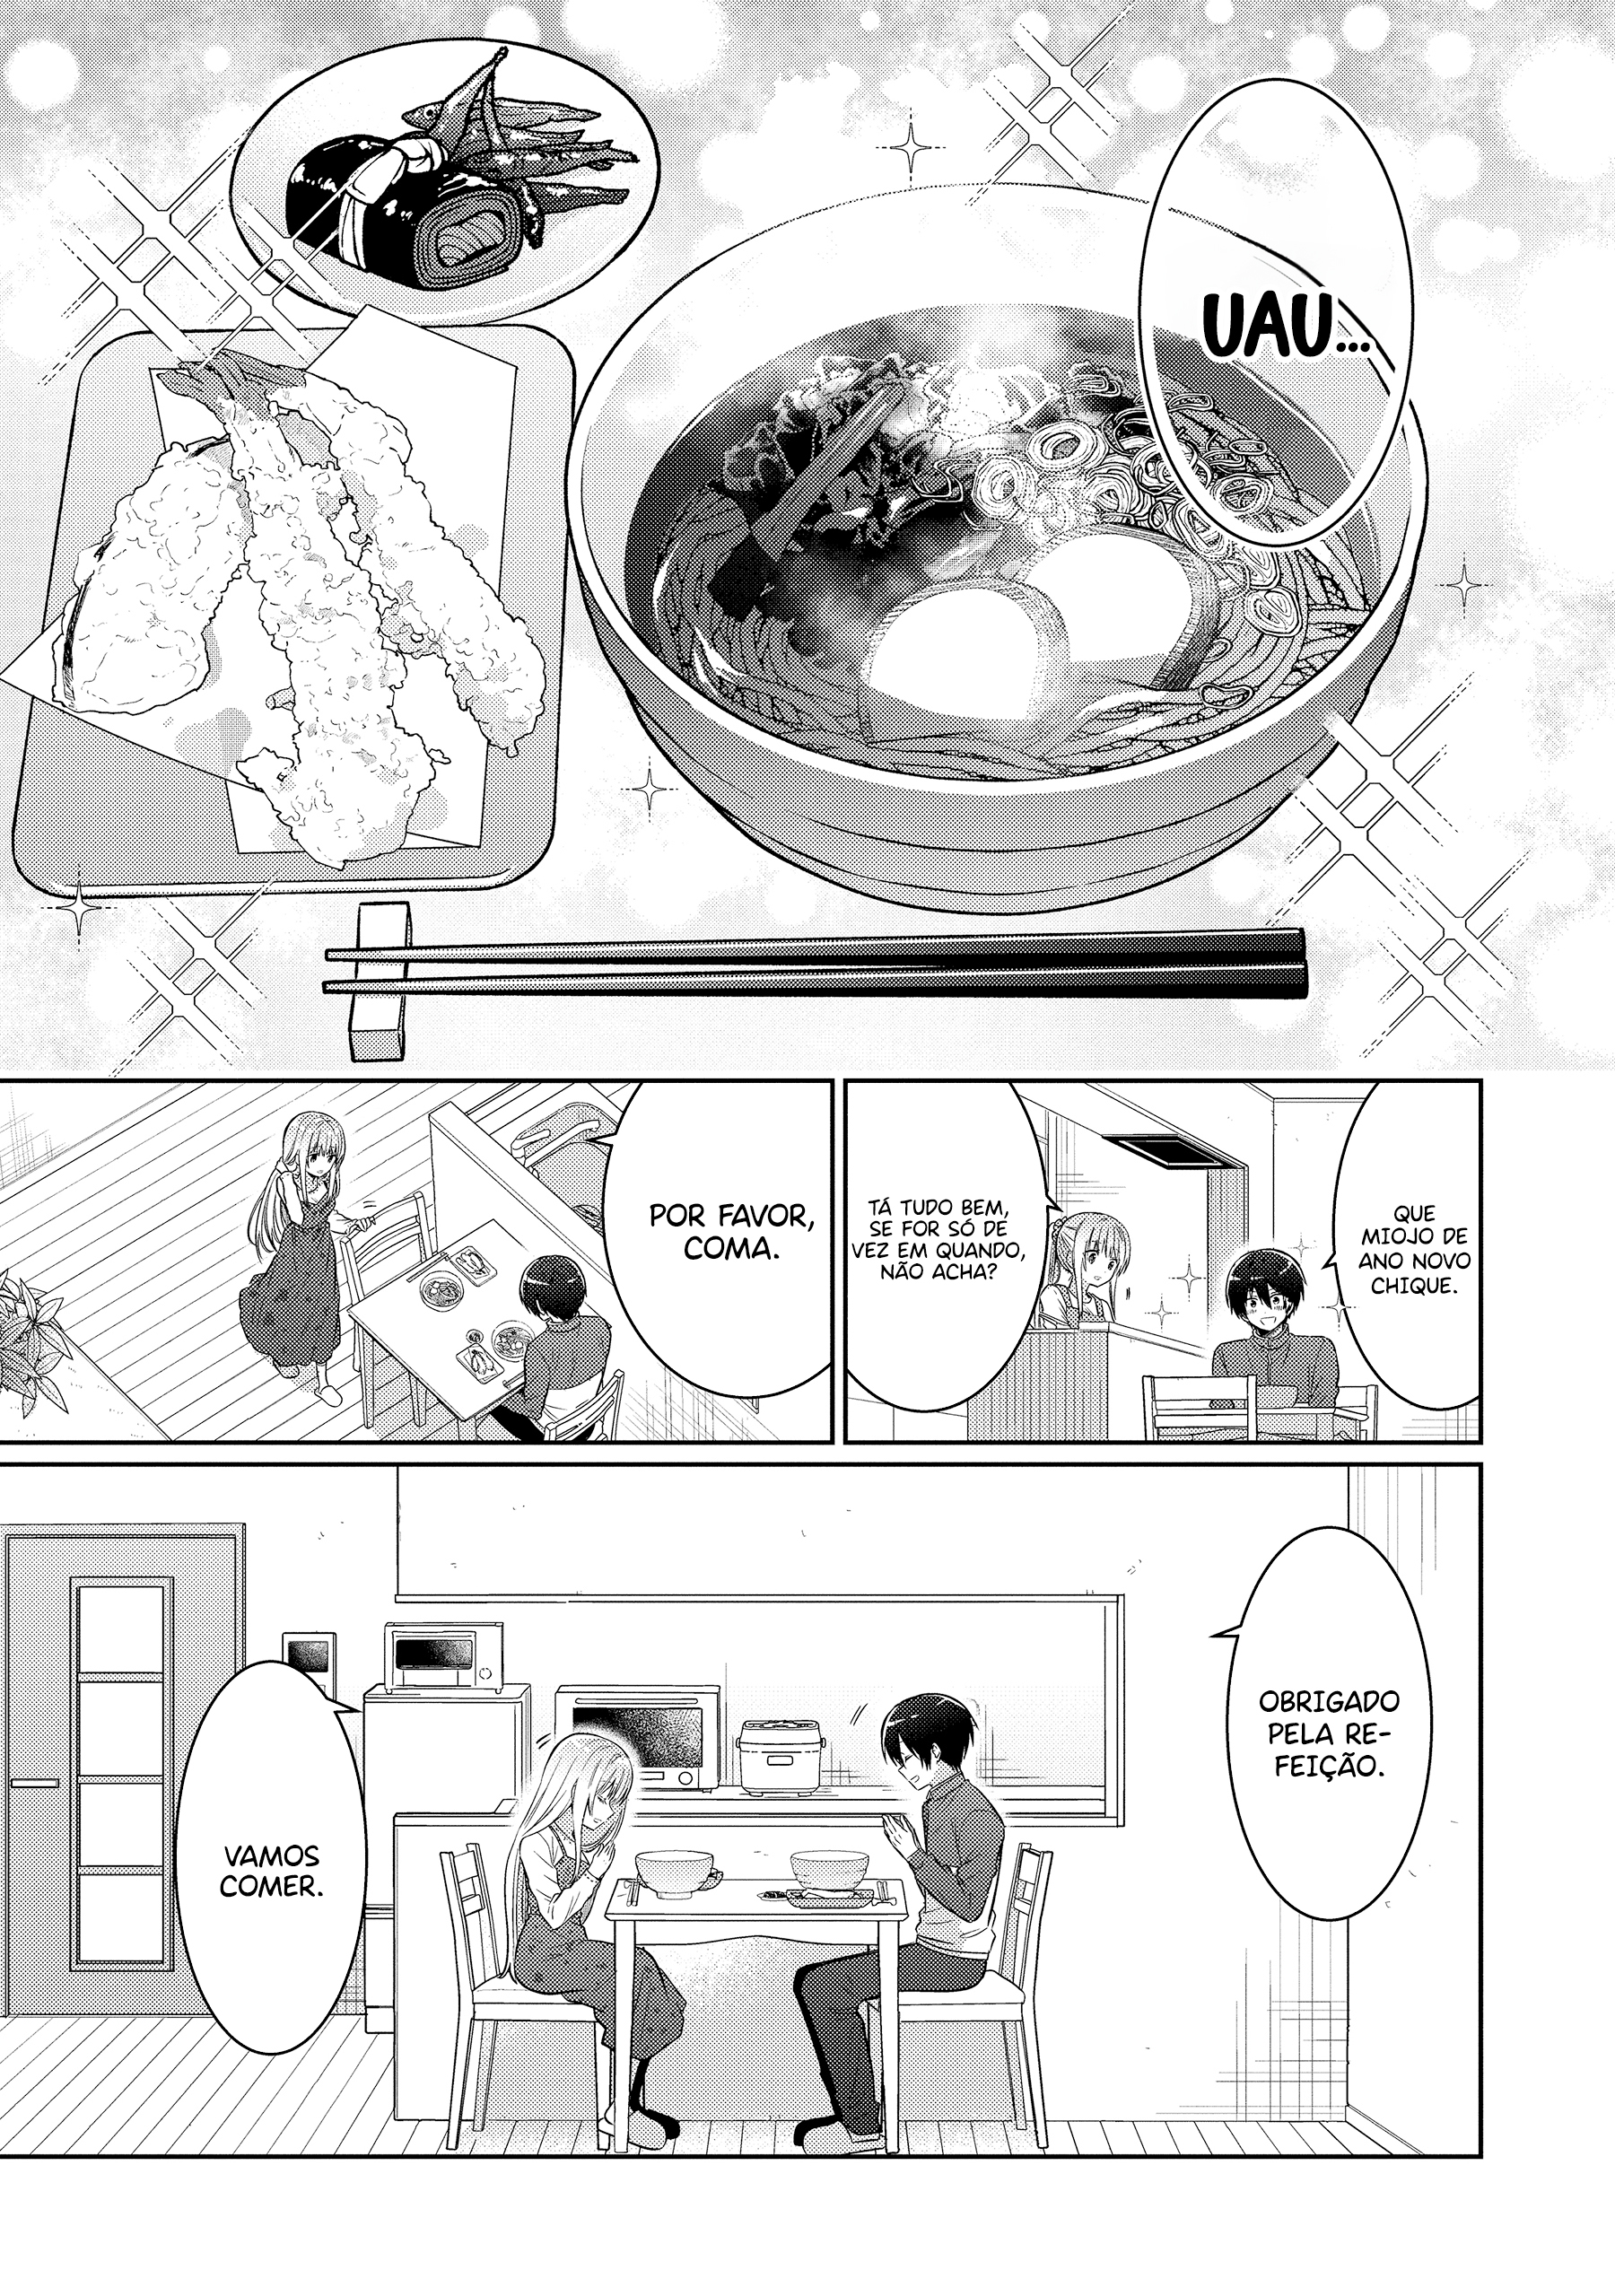 UAU...
QUE
MIOJO DE
ANO NOVO
CHIQUE.
TÁ TUDO BEM,
SE FOR SÓ DE
VEZ EM QUANDO,
NÃO ACHA?
POR FAVOR,
COMA.
OBRIGADO
PELA RE-
FEIÇÃO.
VAMOS
COMER.